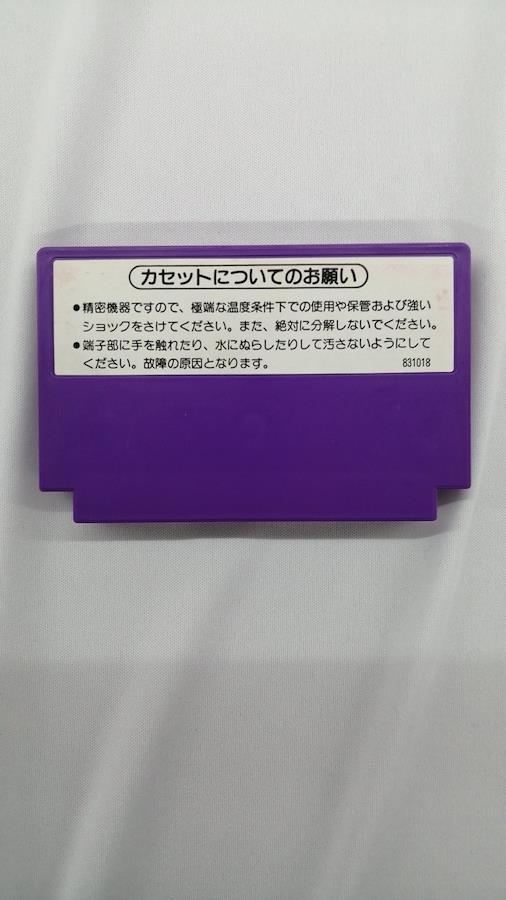 カセットについてのお願い
●精密機器ですので、極端な温度条件下での使用や保管および強い
ショックをさけてください。また、絶対に分解しないでください。
●端子部に手を触れたり、水にぬらしたりして汚さないようにして
ください。故障の原因となります。
831018